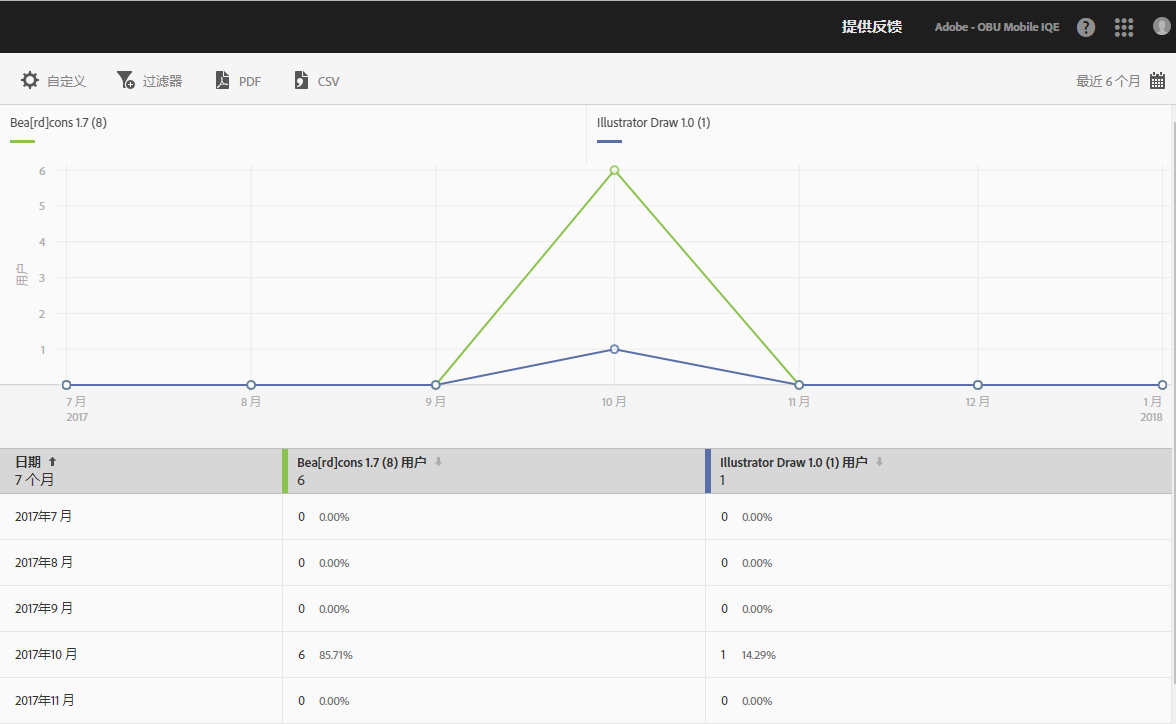 提供反馈 Adobe - OBU Mobile IQE ?
自定义 过滤器 PDF CSV 最近 6 个月
Bea[rd]cons 1.7 (8) Illustrator Draw 1.0 (1)
6
5
4
用户
3
2
1
7 月 8 月 9 月 10 月 11 月 12 月 1 月
2017 2018
日期 Bea[rd]cons 1.7 (8) 用户 Illustrator Draw 1.0 (1) 用户
7 个月 6 1
2017年7 月 0 0.00% 0 0.00%
2017年8 月 0 0.00% 0 0.00%
2017年9 月 0 0.00% 0 0.00%
2017年10 月 6 85.71% 1 14.29%
2017年11 月 0 0.00% 0 0.00%